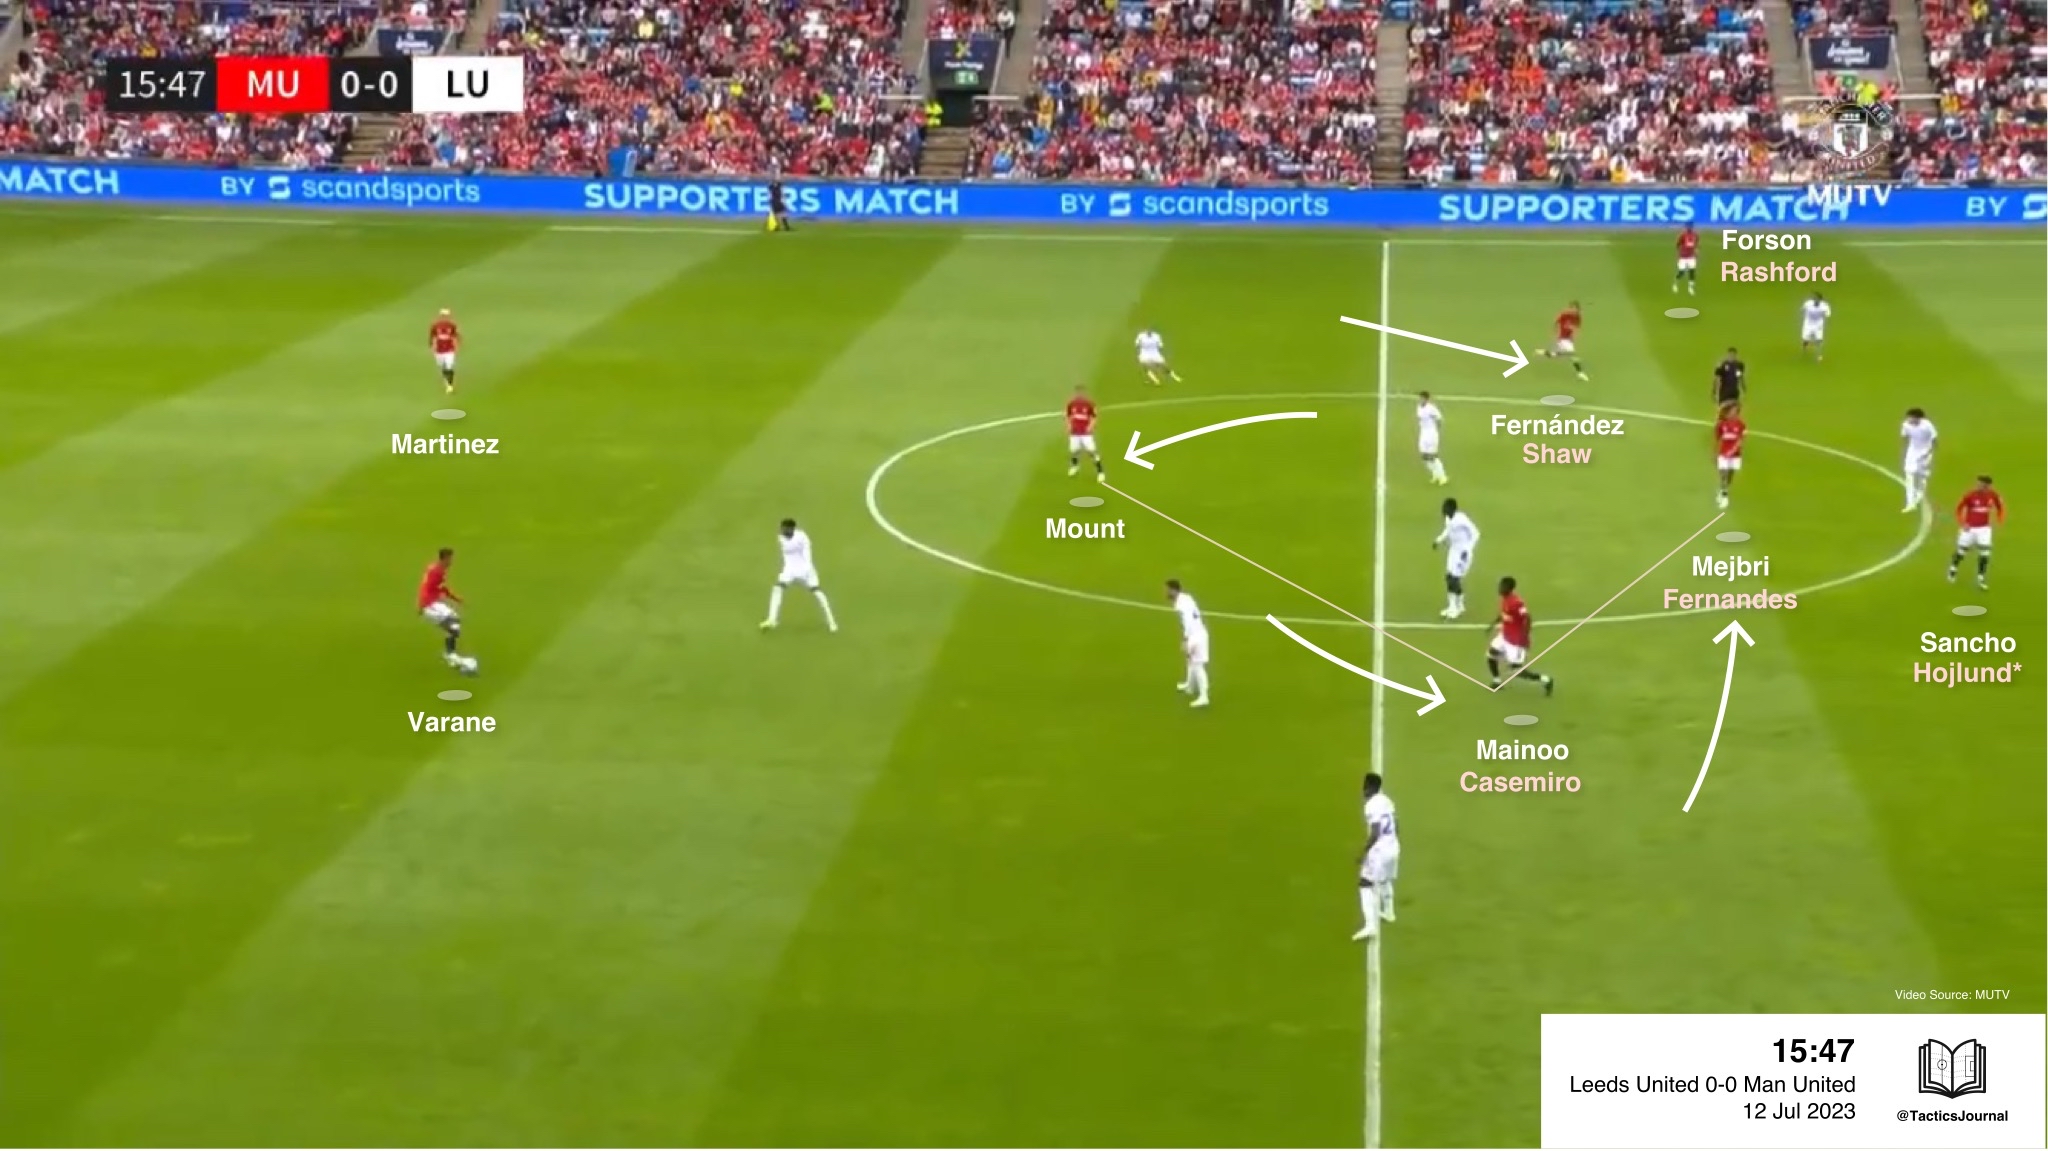 15:47 MU 0-0 LU
MATCH BY scandsports SUPPORTERS MATCH BY scandsports SUPPORTERS MATCH BY
UNITED
MUTV
Forson
Rashford
Martinez
Fernández
Shaw
Mount
Mejbri
Fernandes
Sancho
Hojlund*
Varane
Mainoo
Casemiro
2
Video Source: MUTV
15:47
Leeds United 0-0 Man United
12 Jul 2023
@TacticsJournal